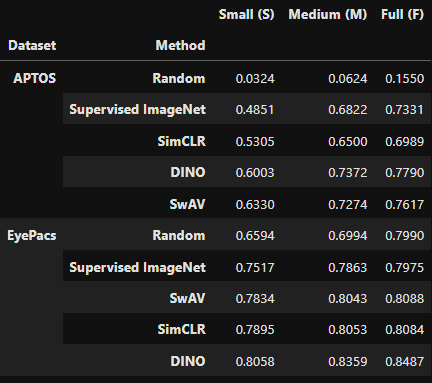 Small (S) Medium (M) Full (F)
Dataset Method
APTOS Random 0.0324 0.0624 0.1550
Supervised ImageNet 0.4851 0.6822 0.7331
SimCLR 0.5305 0.6500 0.6989
DINO 0.6003 0.7372 0.7790
SwAV 0.6330 0.7274 0.7617
EyePacs Random 0.6594 0.6994 0.7990
Supervised ImageNet 0.7517 0.7863 0.7975
SwAV 0.7834 0.8043 0.8088
SimCLR 0.7895 0.8053 0.8084
DINO 0.8058 0.8359 0.8487